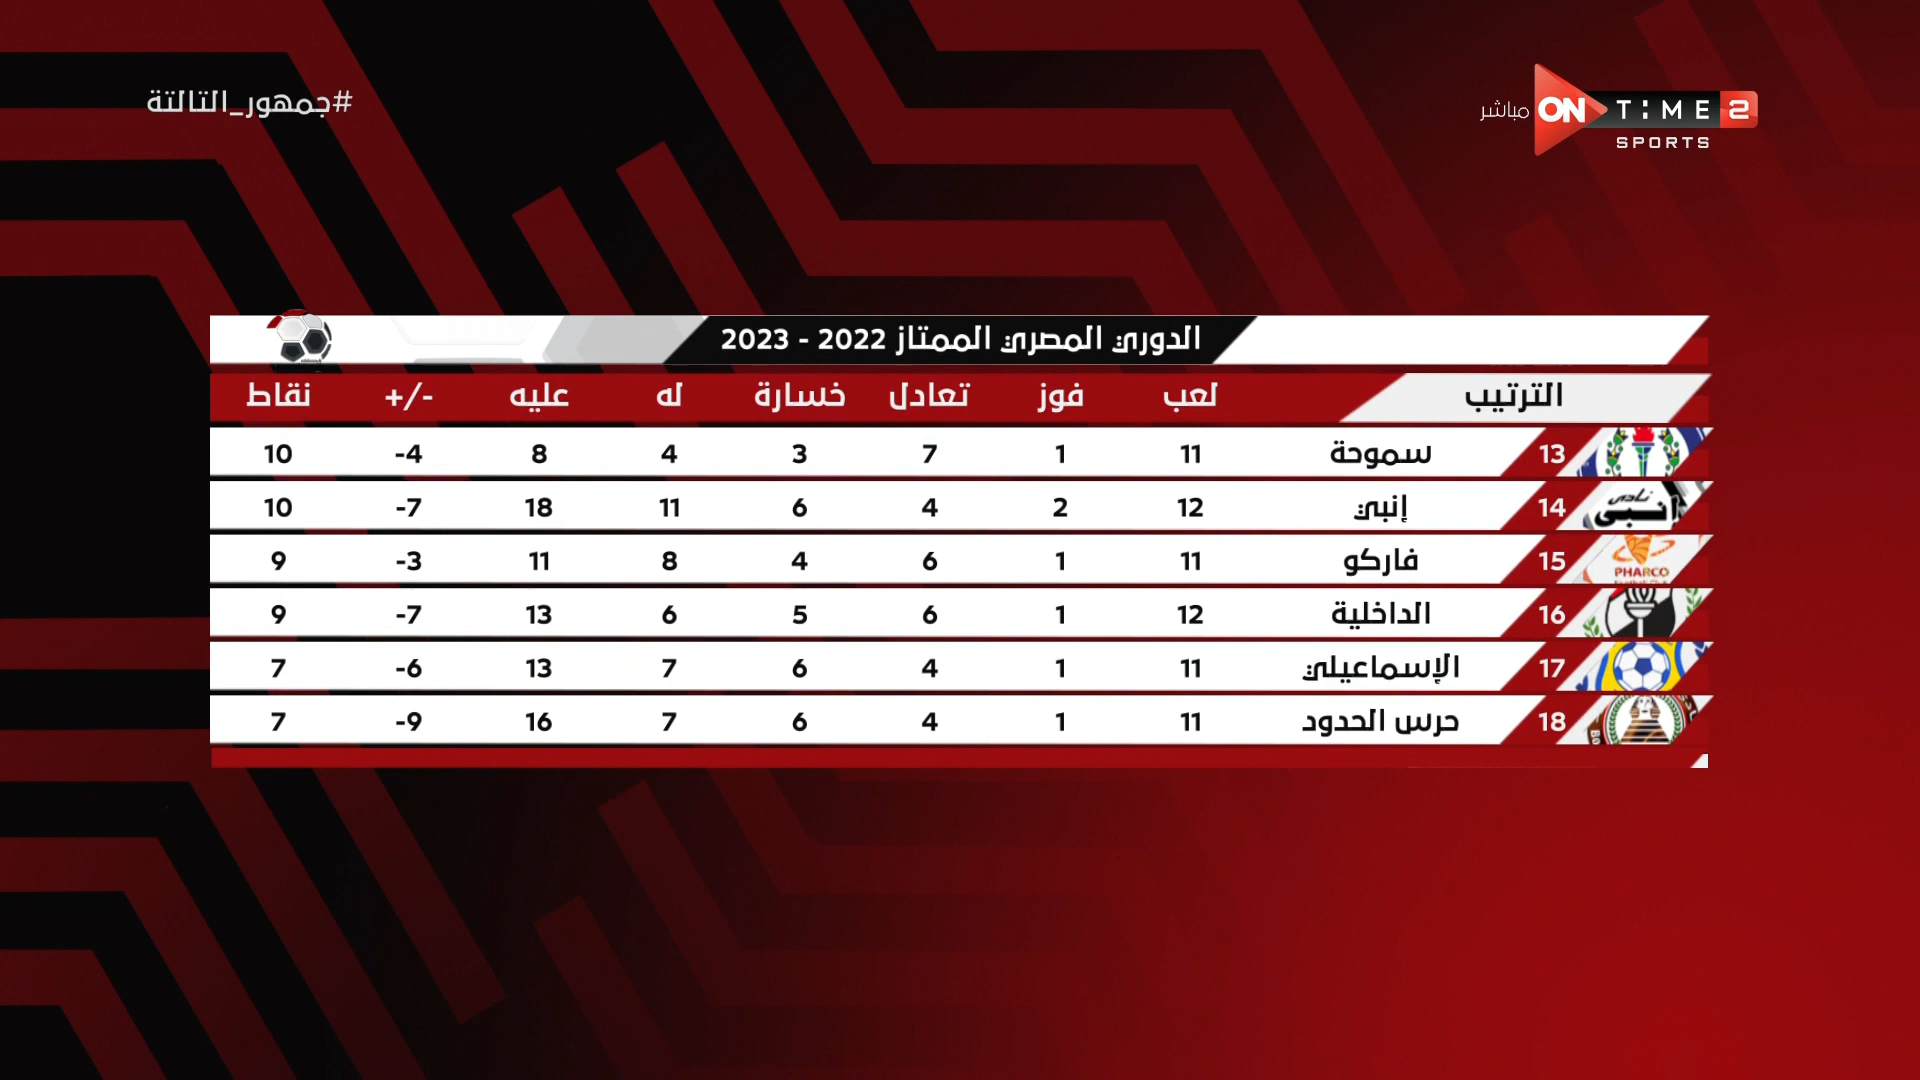 #جمهور_التالتة
مباشر ON TIME 2
SPORTS
الدوري المصري الممتاز 2022 - 2023
الترتيب لعب فوز تعادل خسارة له عليه +/- نقاط
13 سموحة 11 1 7 3 4 8 -4 10
نادى
انبى
14 إنبي 12 2 4 6 11 18 -7 10
PHARCO
15 فاركو 11 1 6 4 8 11 -3 9
16 الداخلية 12 1 6 5 6 13 -7 9
17 الإسماعيلي 11 1 4 6 7 13 -6 7
18 حرس الحدود 11 1 4 6 7 16 -9 7